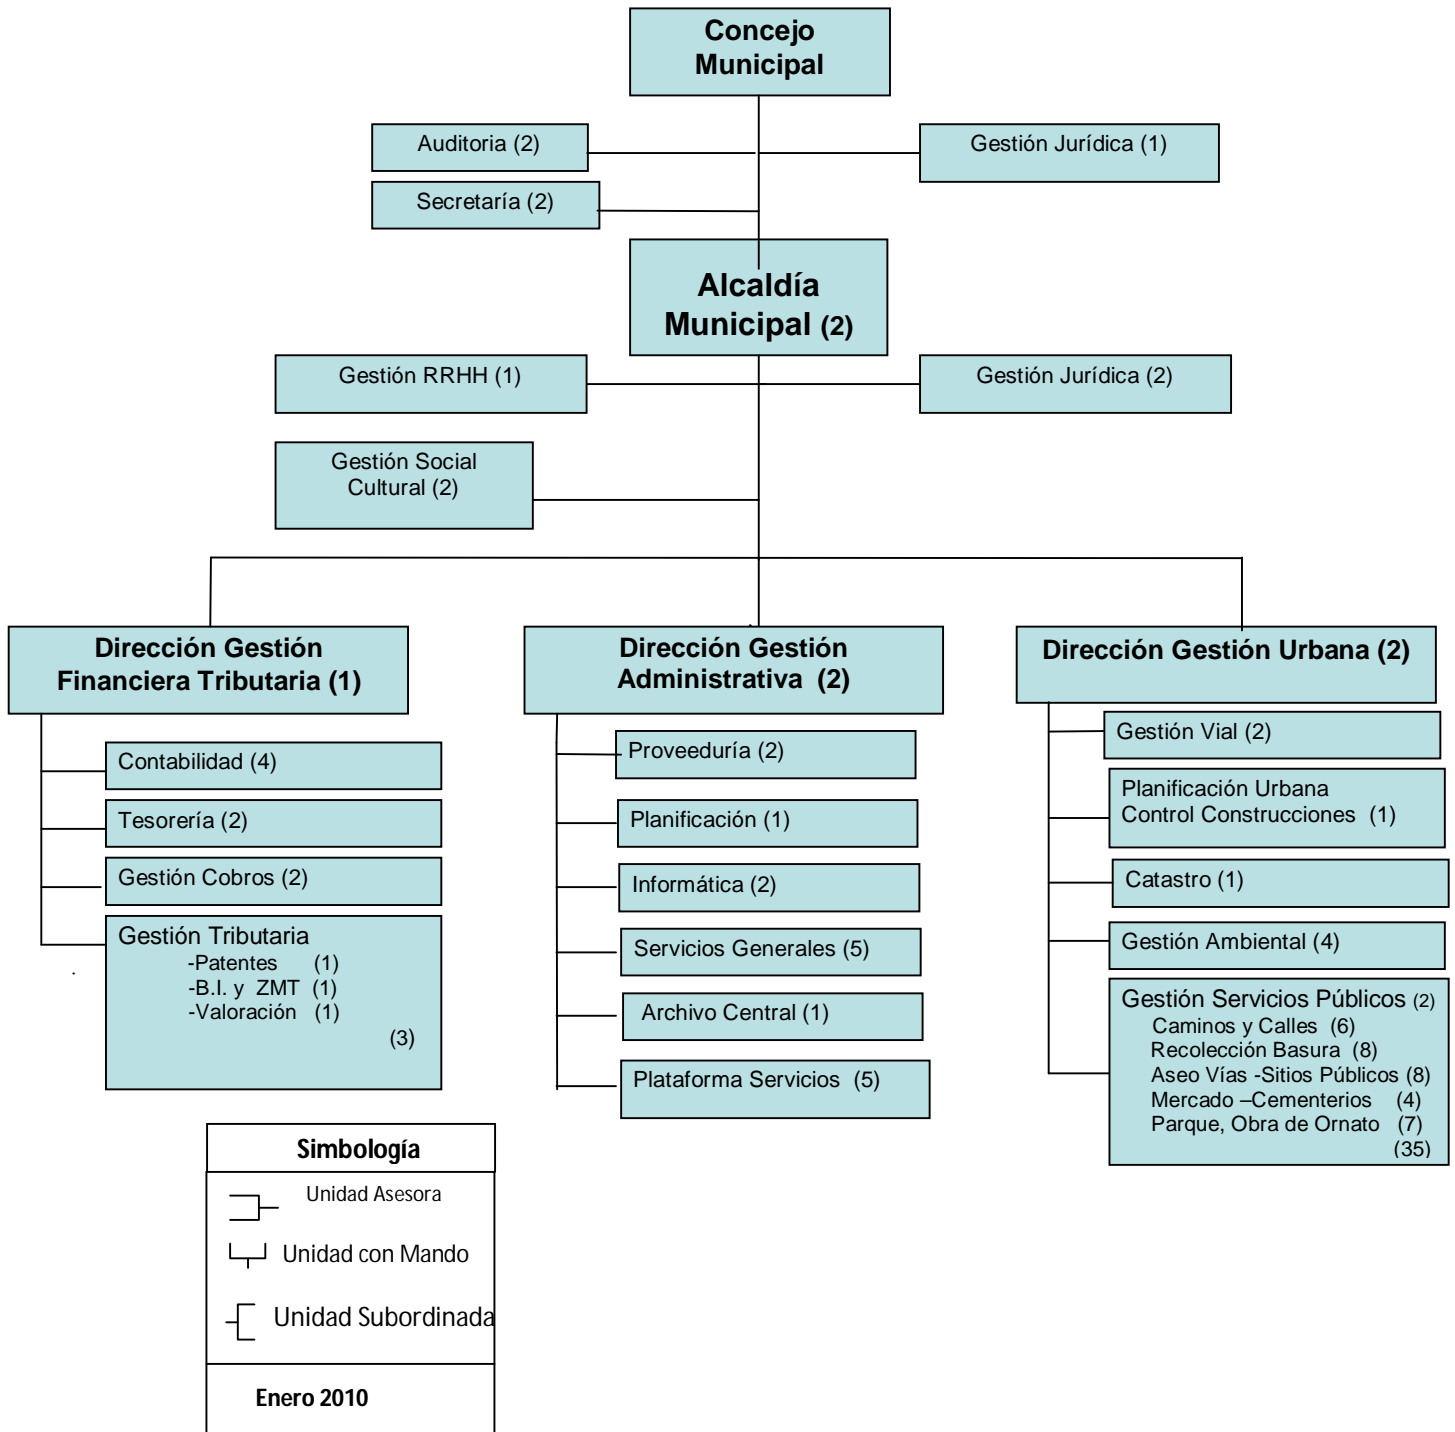 Concejo
Municipal
Auditoria (2)
Gestión Jurídica (1)
Secretaría (2)
Alcaldía
Municipal (2)
Gestión RRHH (1)
Gestión Jurídica (2)
Gestión Social
Cultural (2)
Dirección Gestión
Financiera Tributaria (1)
Contabilidad (4)
Tesorería (2)
Gestión Cobros (2)
Gestión Tributaria
-Patentes (1)
-B.I. y ZMT (1)
-Valoración (1)
(3)
Dirección Gestión
Administrativa (2)
Proveeduría (2)
Planificación (1)
Informática (2)
Servicios Generales (5)
Archivo Central (1)
Plataforma Servicios (5)
Dirección Gestión Urbana (2)
Gestión Vial (2)
Planificación Urbana
Control Construcciones (1)
Catastro (1)
Gestión Ambiental (4)
Gestión Servicios Públicos (2)
Caminos y Calles (6)
Recolección Basura (8)
Aseo Vías -Sitios Públicos (8)
Mercado –Cementerios (4)
Parque, Obra de Ornato (7)
(35)
Simbología
Unidad Asesora
Unidad con Mando
Unidad Subordinada
Enero 2010